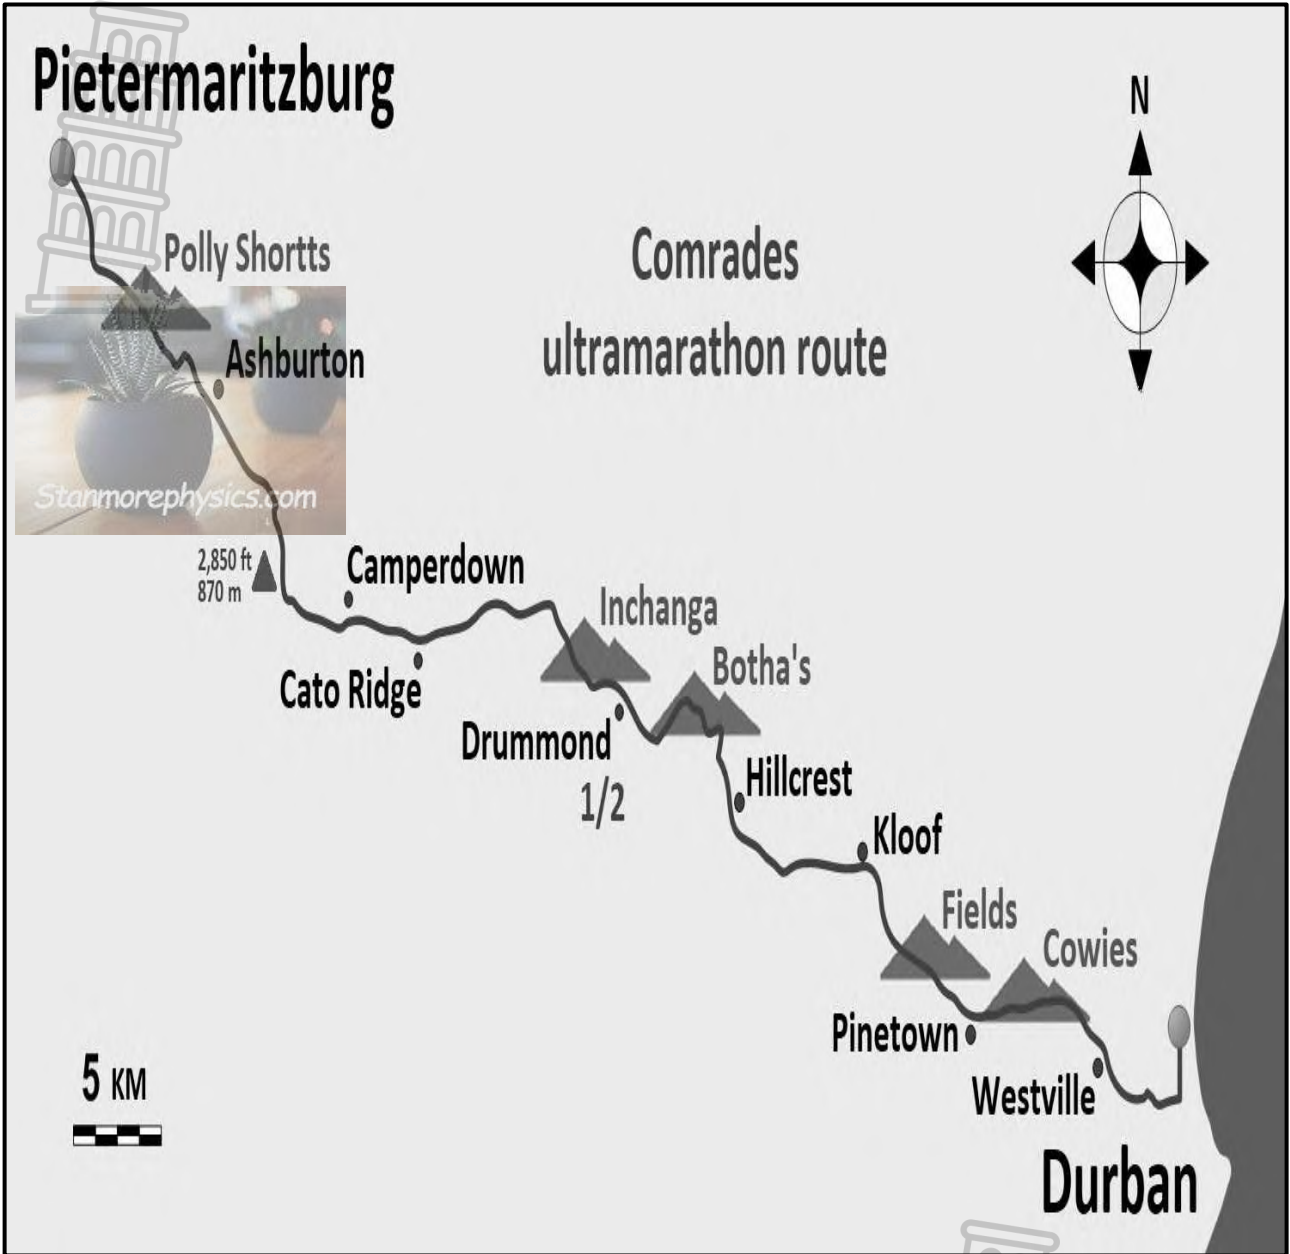 Pietermaritzburg
N
Polly Shortts
Comrades
ultramarathon route
Ashburton
Stanmorephysics.com
2,850 ft
870 m
Camperdown
Inchanga
Botha's
Cato Ridge
Drummond
1/2
Hillcrest
Kloof
Fields
Cowies
Pinetown
Westville
5 KM
Durban